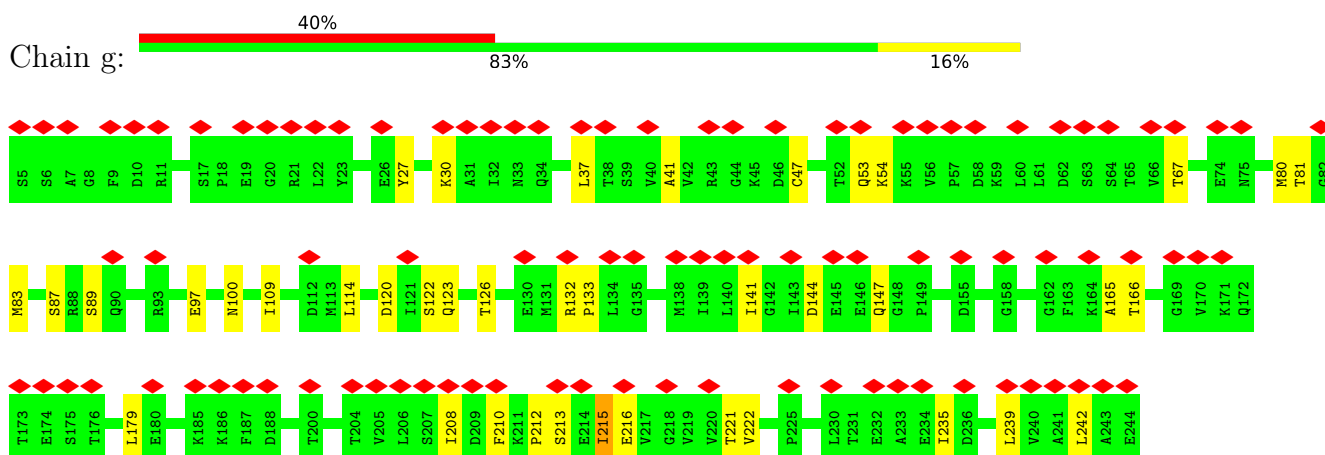 40%
Chain g:
83%
16%
S5 S6 A7 G8 F9 D10 R11 S17 P18 E19 G20 R21 L22 Y23 E26 Y27 K30 A31 I32 N33 Q34 L37 T38 S39 V40 A41 V42 R43 G44 K45 D46 C47 T52 Q53 K54 K55 V56 P57 D58 K59 L60 L61 D62 S63 S64 T65 V66 T67 E74 N75 M80 T81 G82
M83 S87 R88 S89 Q90 R93 E97 N100 I109 D112 M113 L114 D120 I121 S122 Q123 T126 E130 M131 R132 P133 L134 G135 M138 I139 L140 I141 G142 I143 D144 E145 E146 Q147 G148 P149 D155 G158 G162 F163 K164 A165 T166 G169 V170 K171 Q172
T173 E174 S175 T176 L179 E180 K185 K186 F187 D188 T200 T204 V205 L206 S207 I208 D209 F210 K211 P212 S213 E214 I215 E216 V217 G218 V219 V220 T221 V222 P225 L230 T231 E232 A233 E234 I235 D236 L239 V240 A241 L242 A243 E244